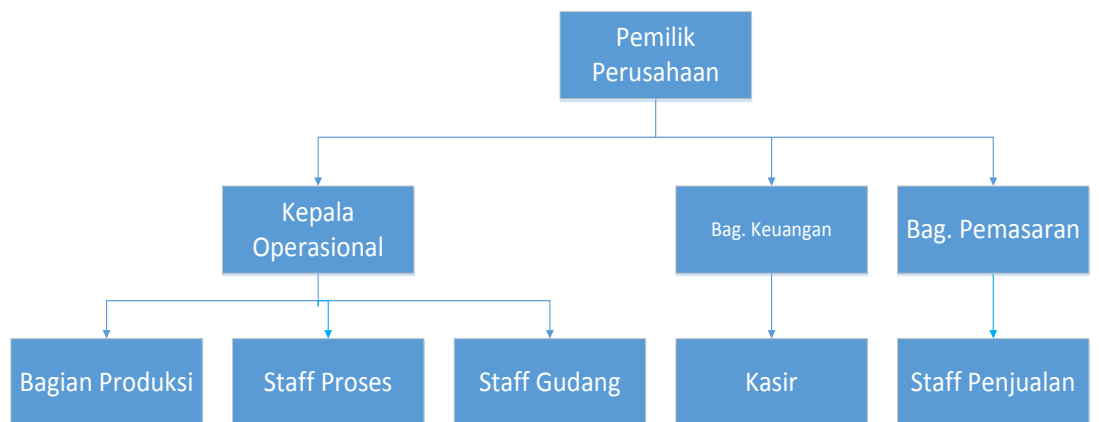 Pemilik
Perusahaan
Kepala
Operasional
Bag. Keuangan
Bag. Pemasaran
Bagian Produksi
Staff Proses
Staff Gudang
Kasir
Staff Penjualan